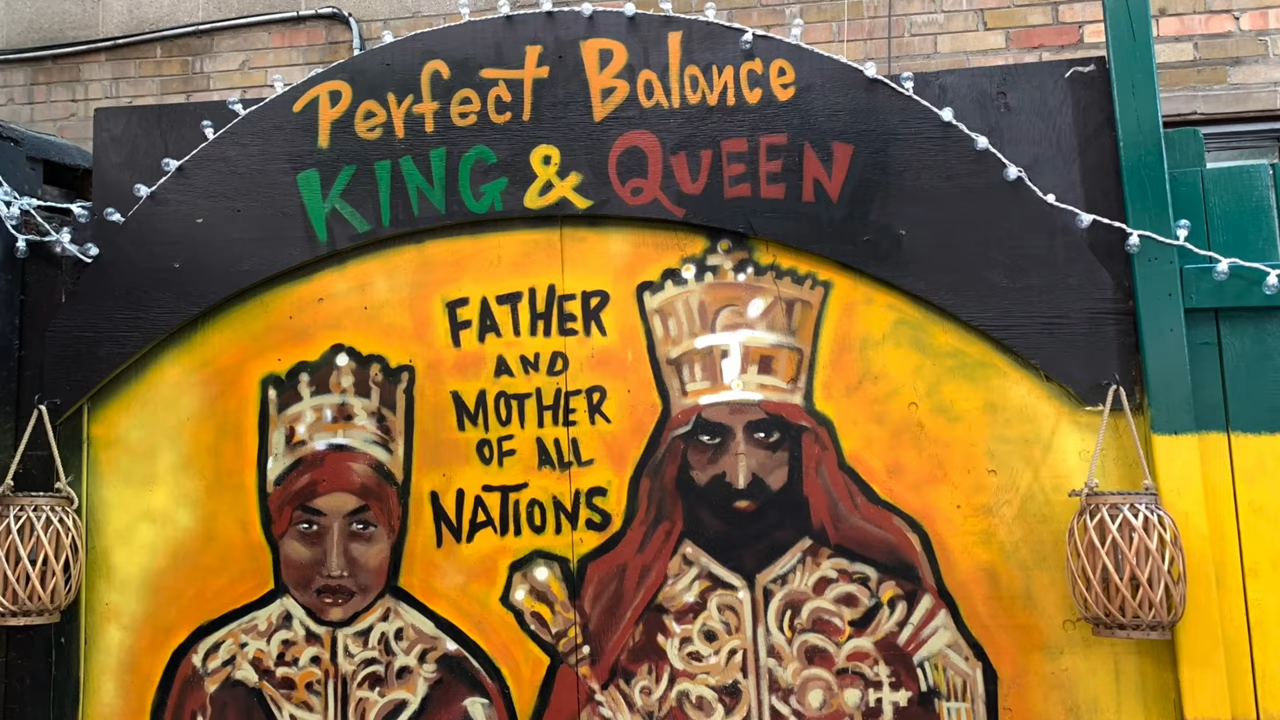 Perfect Balance
KING & QUEEN
FATHER
AND
MOTHER
OF ALL
NATIONS